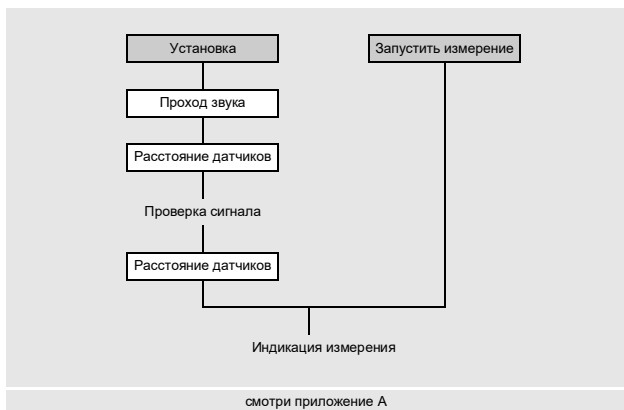 Установка
Запустить измерение
Проход звука
Расстояние датчиков
Проверка сигнала
Расстояние датчиков
Индикация измерения
смотри приложение А